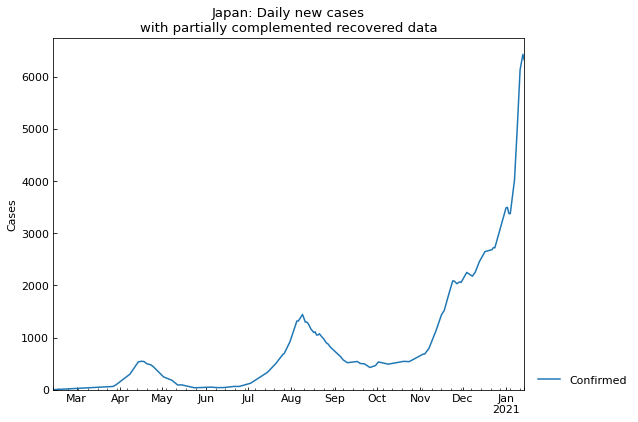 Japan: Daily new cases
with partially complemented recovered data
Cases
6000
5000
4000
3000
2000
1000
0
Mar Apr May Jun Jul Aug Sep Oct Nov Dec Jan
2021
Confirmed